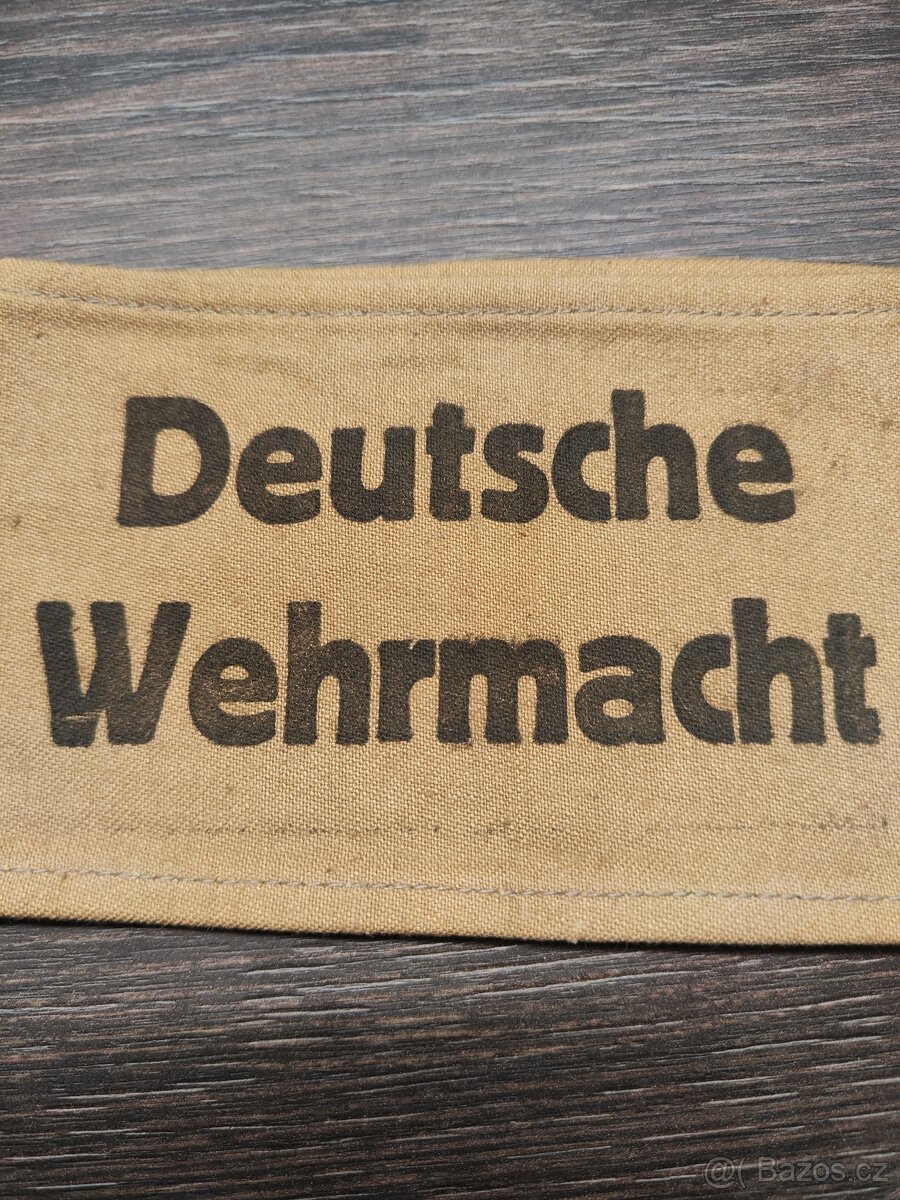 Deutsche
Wehrmacht
@( Bazos.cz